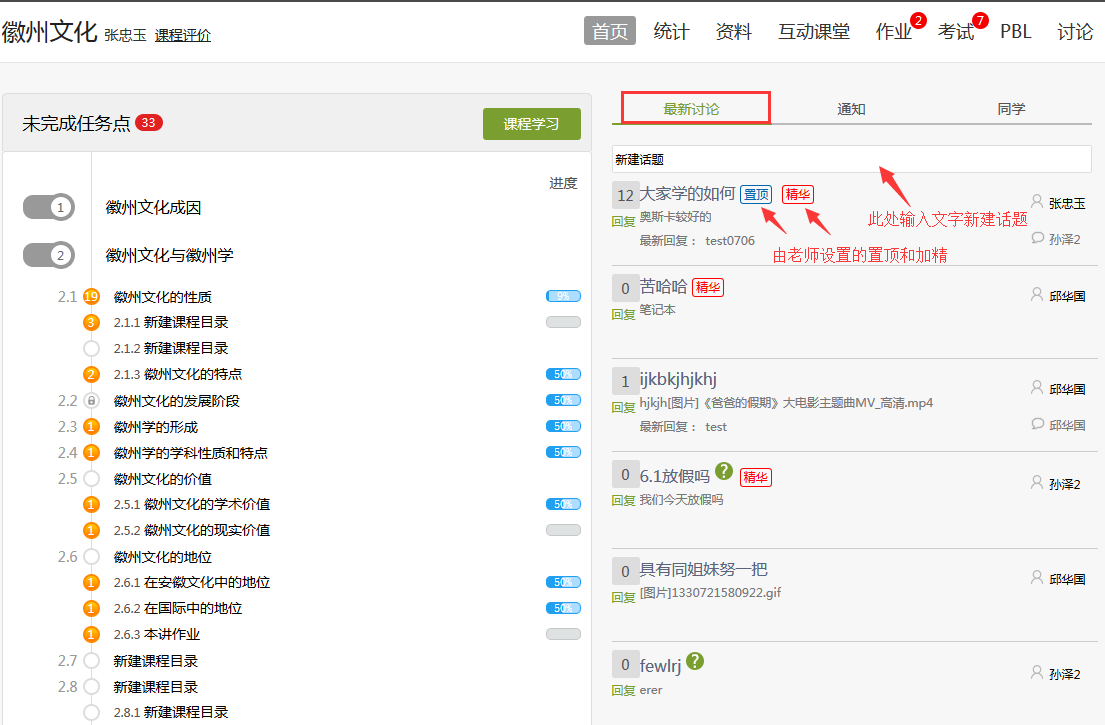 徽州文化 张忠玉 课程评价
首页 统计 资料 互动课堂 作业 2 考试 7 PBL 讨论
未完成任务点 33 课程学习
进度
1 徽州文化成因
2 徽州文化与徽州学
2.1 19 徽州文化的性质 9%
3 2.1.1 新建课程目录
2.1.2 新建课程目录
2 2.1.3 徽州文化的特点 50%
2.2 徽州文化的发展阶段 50%
2.3 1 徽州学的形成 50%
2.4 1 徽州学的学科性质和特点 50%
2.5 徽州文化的价值
1 2.5.1 徽州文化的学术价值 50%
1 2.5.2 徽州文化的现实价值
2.6 徽州文化的地位
1 2.6.1 在安徽文化中的地位 50%
1 2.6.2 在国际中的地位 50%
1 2.6.3 本讲作业
2.7 新建课程目录
2.8 新建课程目录
2.8.1 新建课程目录
最新讨论 通知 同学
新建话题
12 大家学的如何 置顶 精华 张忠玉
回复 奥斯卡较好的 此处输入文字新建话题
最新回复： test0706 孙泽2
由老师设置的置顶和加精
0 苦哈哈 精华 邱华国
回复 笔记本
1 ijkbkjhjkhj 邱华国
回复 hjkjh[图片]《爸爸的假期》大电影主题曲MV_高清.mp4
最新回复： test 邱华国
0 6.1放假吗 ? 精华 孙泽2
回复 我们今天放假吗
0 具有同姐妹努一把 邱华国
回复 [图片]1330721580922.gif
0 fewlrj ? 孙泽2
回复 erer